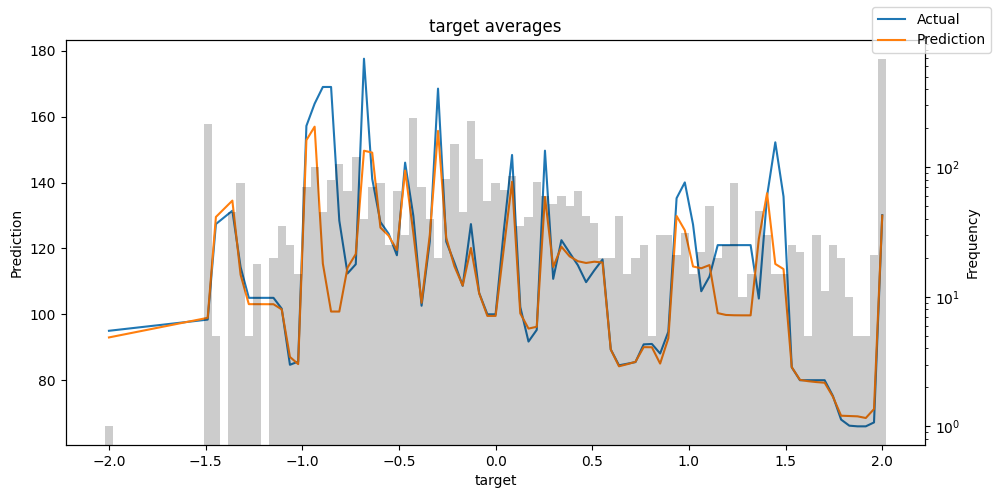 target averages
Actual
Prediction
Prediction
180
160
140
120
100
80
10²
10¹
10⁰
Frequency
−2.0 −1.5 −1.0 −0.5 0.0 0.5 1.0 1.5 2.0
target